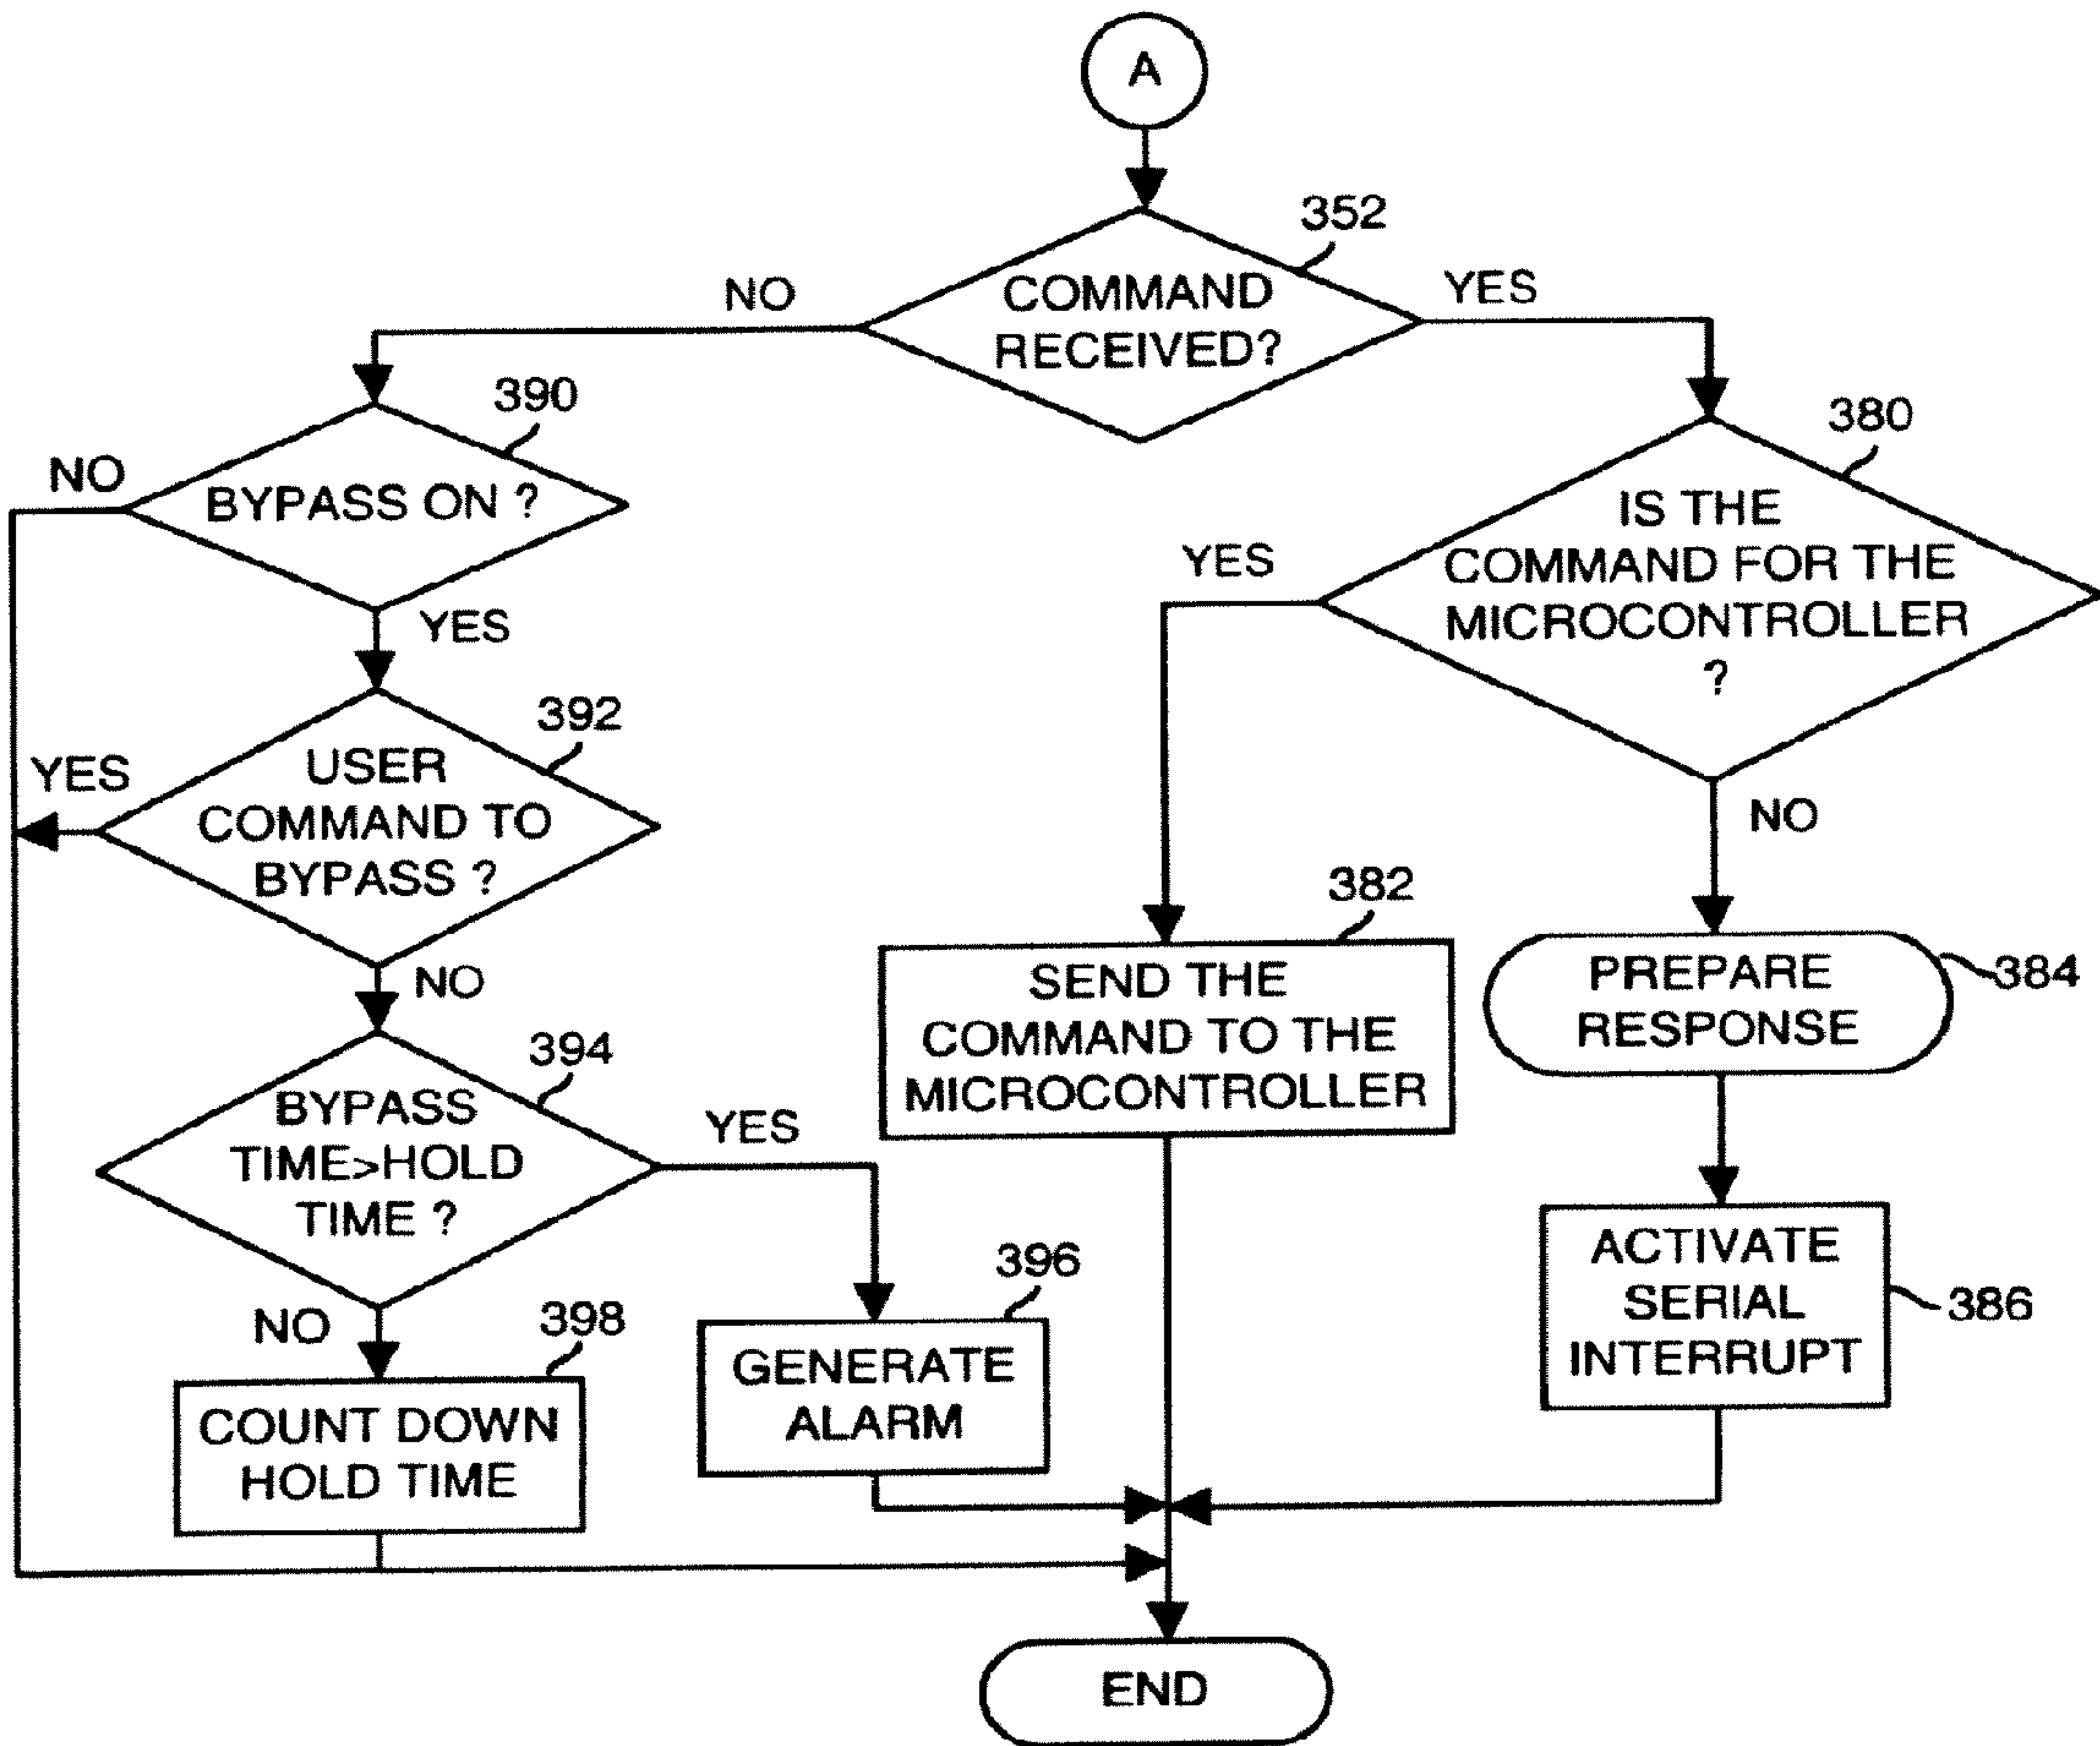 A
352
COMMAND
RECEIVED?
NO
YES
390
BYPASS ON ?
NO
YES
380
IS THE
COMMAND FOR THE
MICROCONTROLLER
?
YES
NO
392
USER
COMMAND TO
BYPASS ?
YES
NO
382
SEND THE
COMMAND TO THE
MICROCONTROLLER
PREPARE
RESPONSE
384
394
BYPASS
TIME>HOLD
TIME ?
YES
NO
396
GENERATE
ALARM
ACTIVATE
SERIAL
INTERRUPT
386
398
COUNT DOWN
HOLD TIME
END